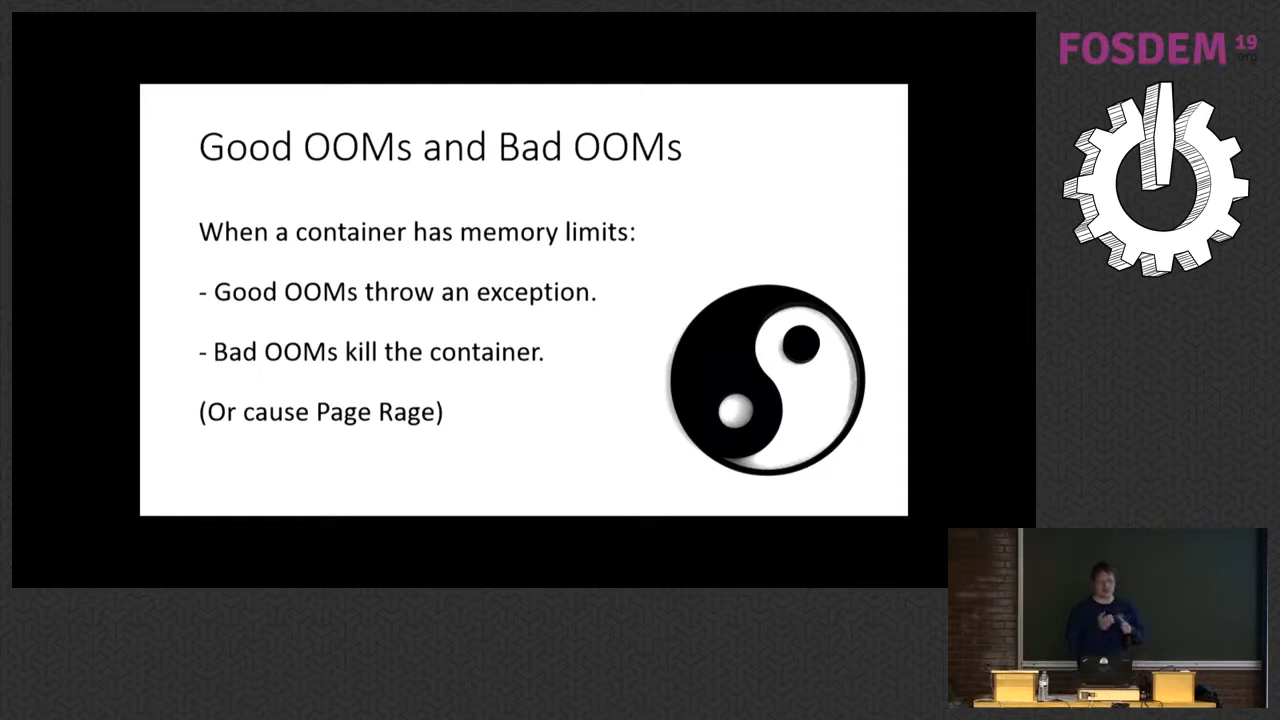 FOSDEM 19
.org
Good OOMs and Bad OOMs
When a container has memory limits:
- Good OOMs throw an exception.
- Bad OOMs kill the container.
(Or cause Page Rage)